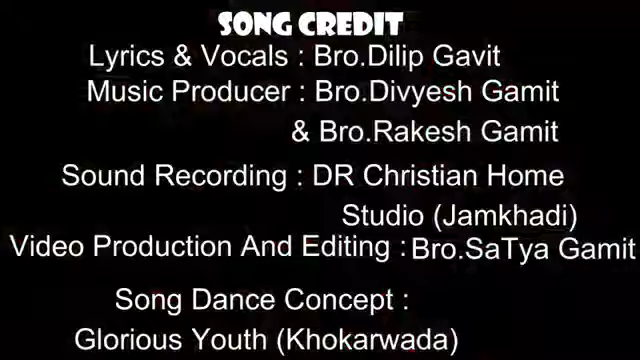 SONG CREDIT
Lyrics & Vocals : Bro.Dilip Gavit
Music Producer : Bro.Divyesh Gamit
& Bro.Rakesh Gamit
Sound Recording : DR Christian Home
Studio (Jamkhadi)
Video Production And Editing : Bro.SaTya Gamit
Song Dance Concept :
Glorious Youth (Khokarwada)